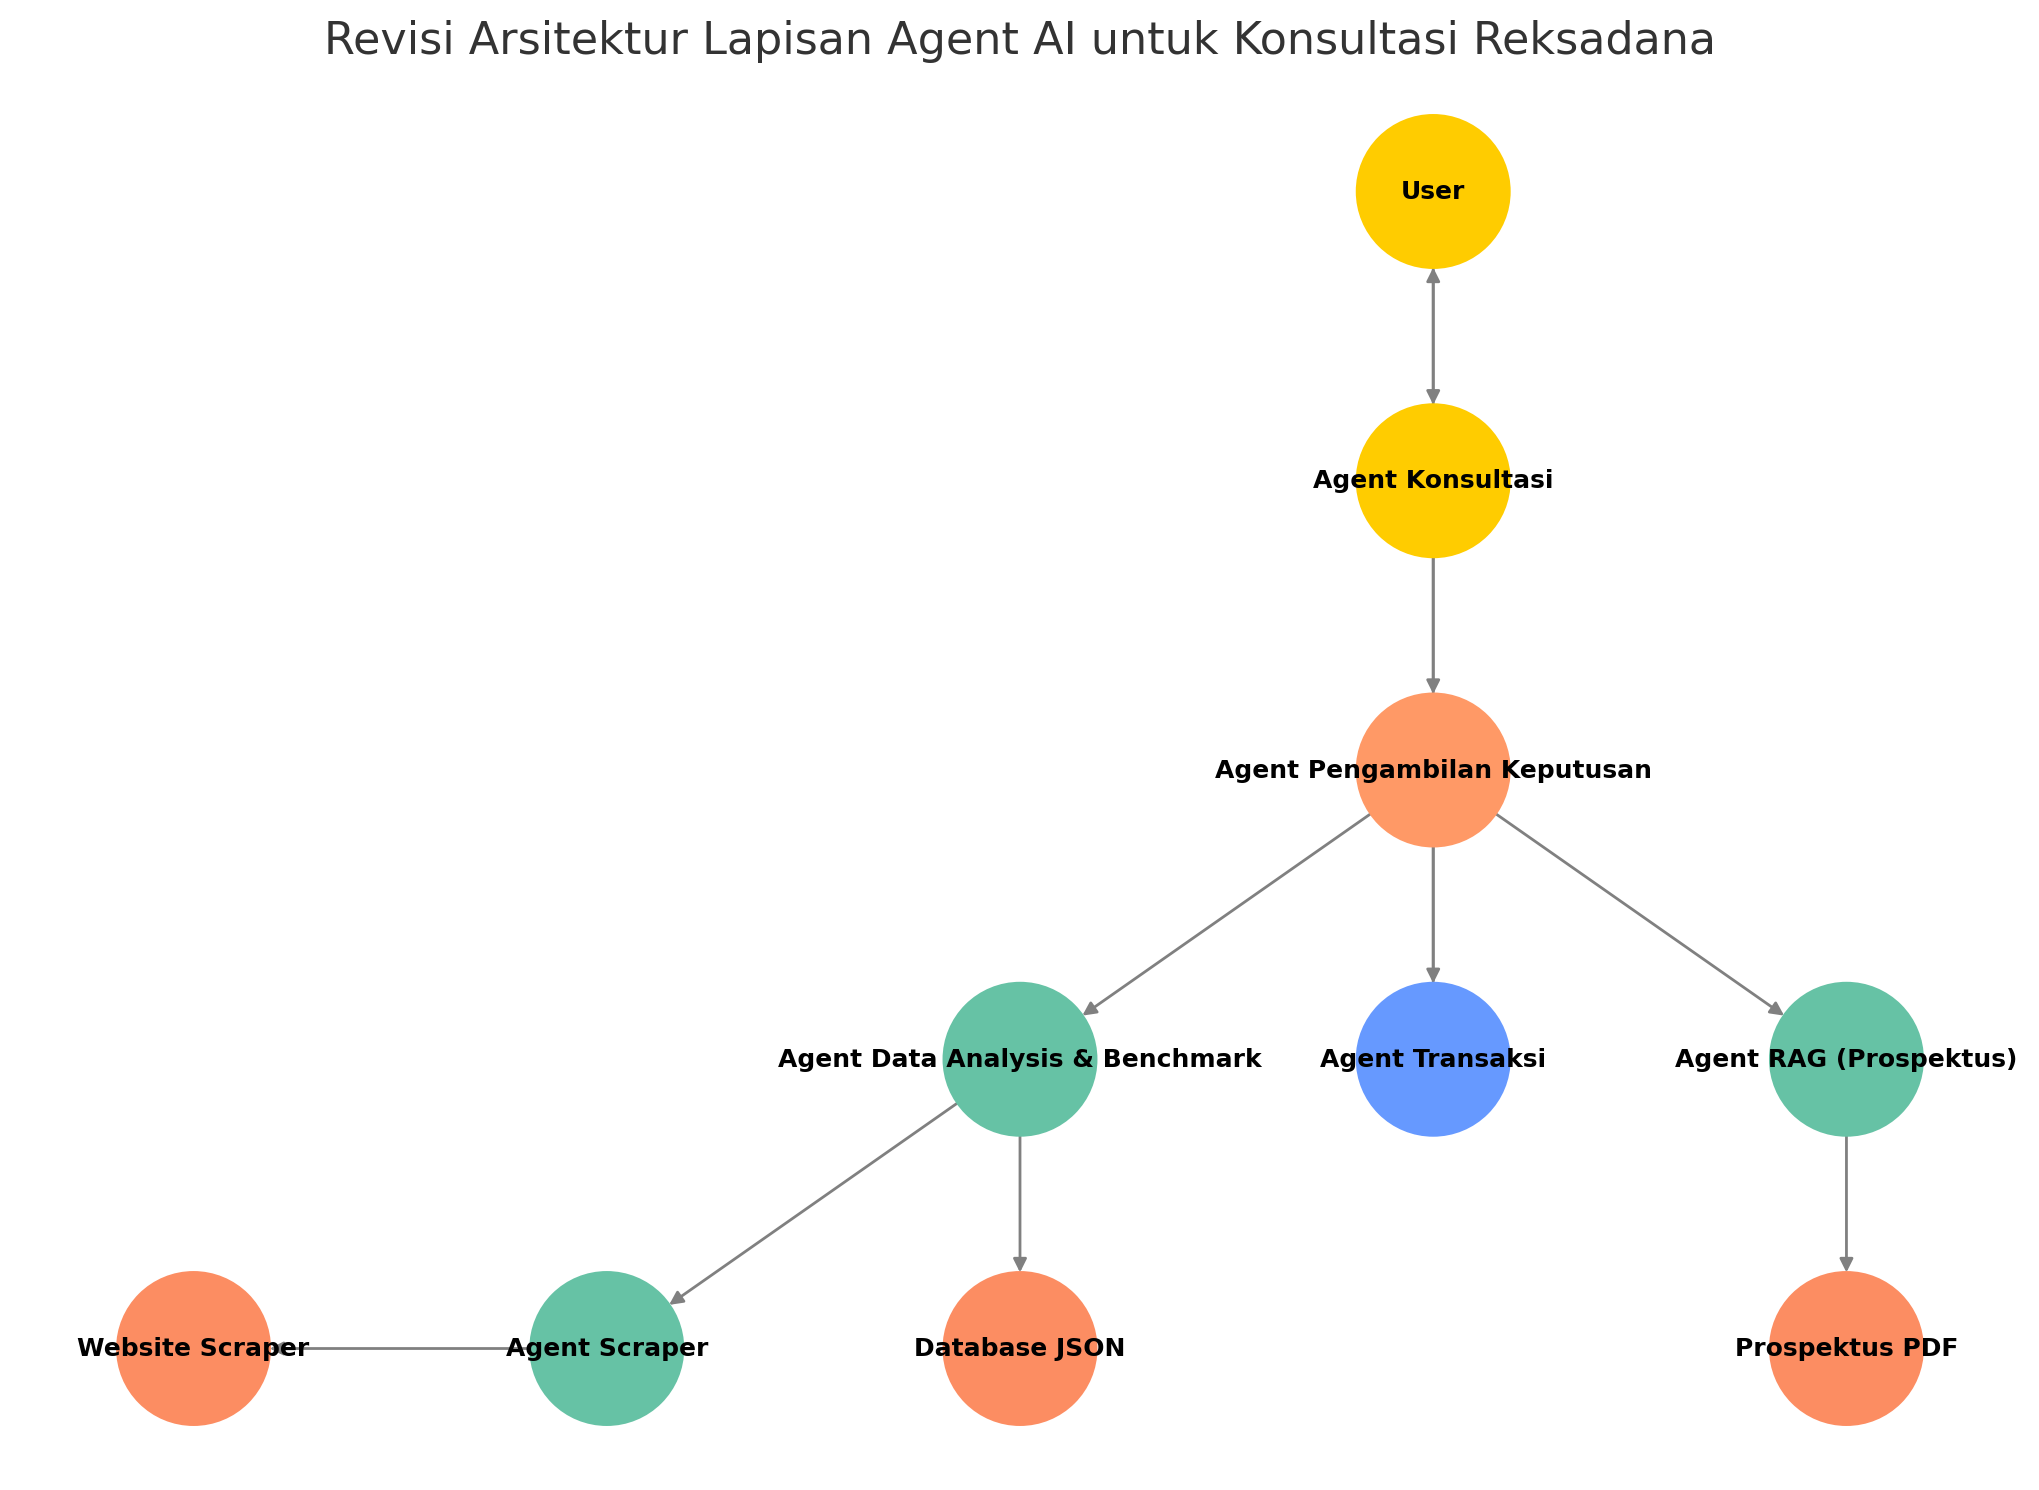 Revisi Arsitektur Lapisan Agent AI untuk Konsultasi Reksadana
User
Agent Konsultasi
Agent Pengambilan Keputusan
Agent Data Analysis & Benchmark
Agent Transaksi
Agent RAG (Prospektus)
Website Scraper
Agent Scraper
Database JSON
Prospektus PDF